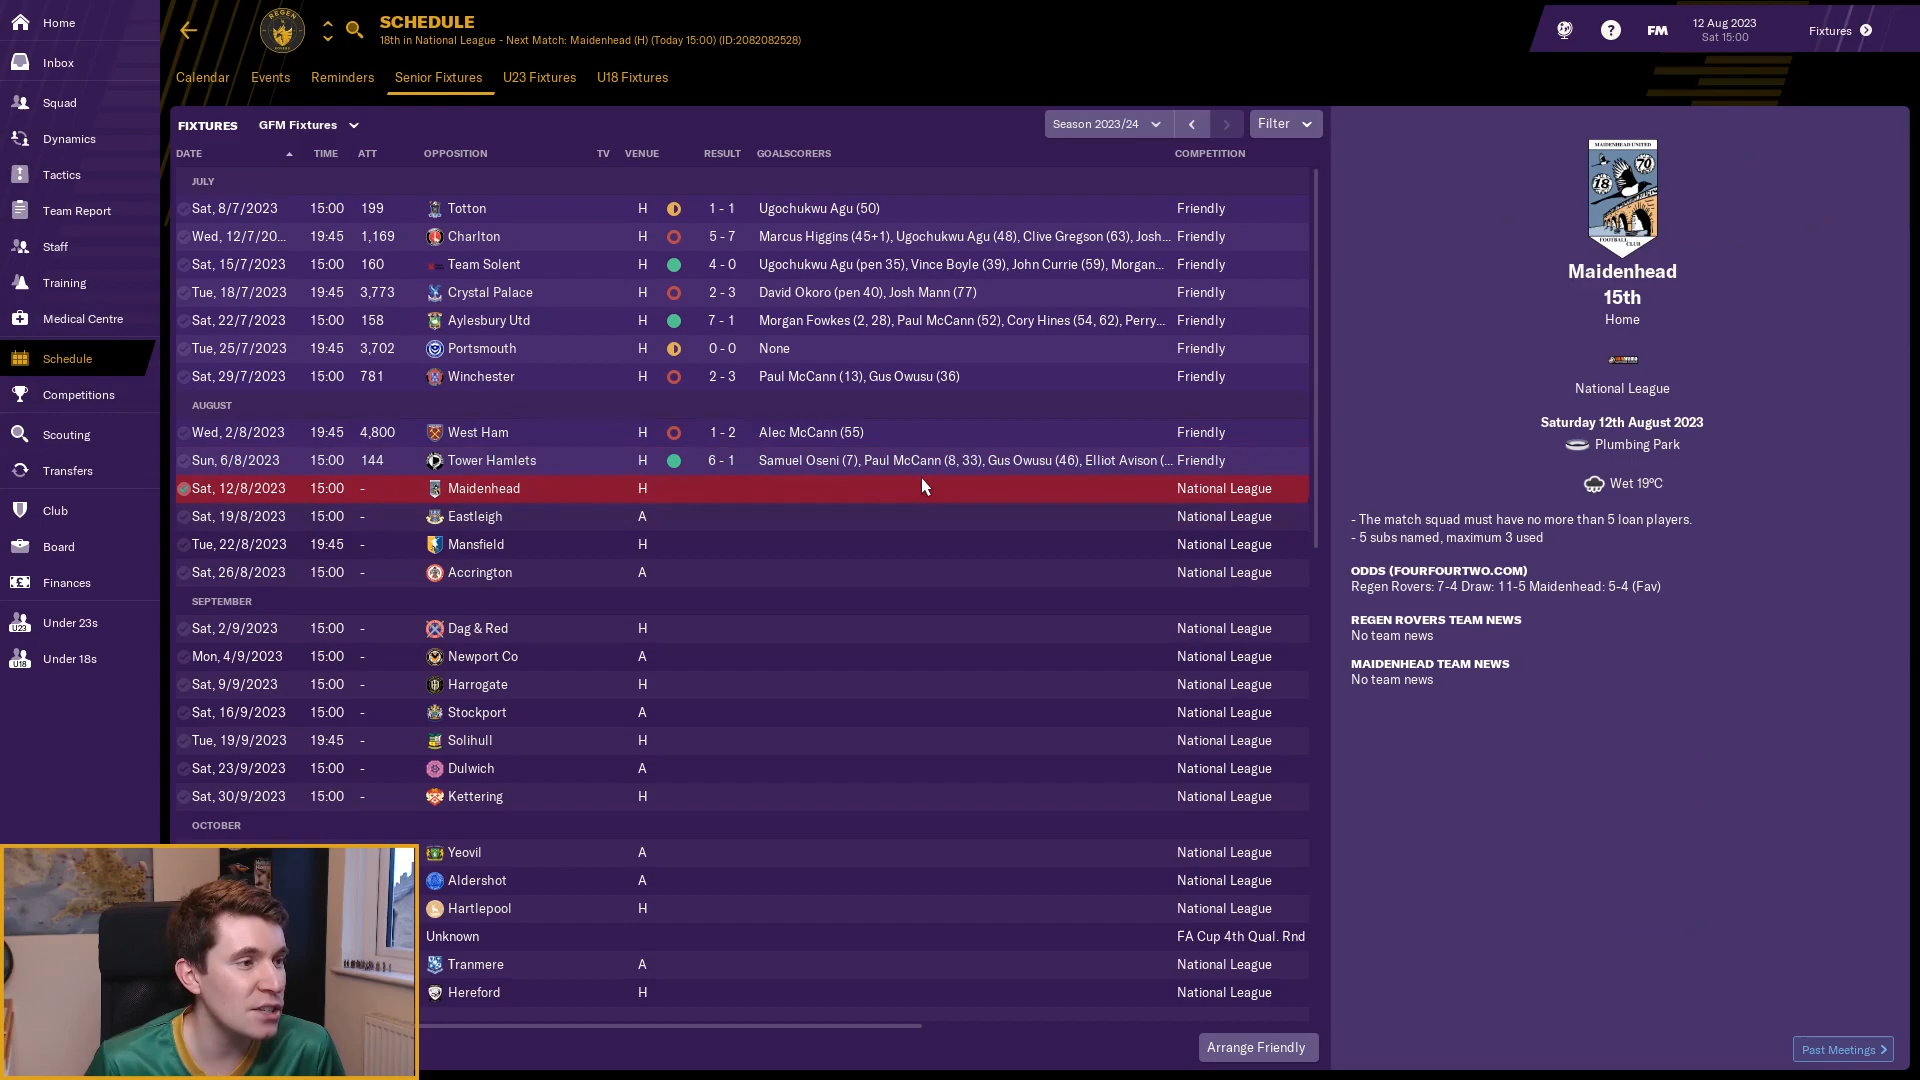 Home
Inbox
Squad
Dynamics
Tactics
Team Report
Staff
Training
Medical Centre
Schedule
Competitions
Scouting
Transfers
Club
Board
Finances
U23 Under 23s
U18 Under 18s
REGEN
SCHEDULE
18th in National League - Next Match: Maidenhead (H) (Today 15:00) (ID:2082082528)
? FM
12 Aug 2023
Sat 15:00
Fixtures
Calendar Events Reminders Senior Fixtures U23 Fixtures U18 Fixtures
FIXTURES GFM Fixtures Season 2023/24 Filter
DATE TIME ATT OPPOSITION TV VENUE RESULT GOALSCORERS COMPETITION
JULY
Sat, 8/7/2023 15:00 199 Totton H 1 - 1 Ugochukwu Agu (50) Friendly
Wed, 12/7/20... 19:45 1,169 Charlton H 5 - 7 Marcus Higgins (45+1), Ugochukwu Agu (48), Clive Gregson (63), Josh... Friendly
Sat, 15/7/2023 15:00 160 Team Solent H 4 - 0 Ugochukwu Agu (pen 35), Vince Boyle (39), John Currie (59), Morgan... Friendly
Tue, 18/7/2023 19:45 3,773 Crystal Palace H 2 - 3 David Okoro (pen 40), Josh Mann (77) Friendly
Sat, 22/7/2023 15:00 158 Aylesbury Utd H 7 - 1 Morgan Fowkes (2, 28), Paul McCann (52), Cory Hines (54, 62), Perry... Friendly
Tue, 25/7/2023 19:45 3,702 Portsmouth H 0 - 0 None Friendly
Sat, 29/7/2023 15:00 781 Winchester H 2 - 3 Paul McCann (13), Gus Owusu (36) Friendly
AUGUST
Wed, 2/8/2023 19:45 4,800 West Ham H 1 - 2 Alec McCann (55) Friendly
Sun, 6/8/2023 15:00 144 Tower Hamlets H 6 - 1 Samuel Oseni (7), Paul McCann (8, 33), Gus Owusu (46), Elliot Avison (... Friendly
Sat, 12/8/2023 15:00 - Maidenhead H National League
Sat, 19/8/2023 15:00 - Eastleigh A National League
Tue, 22/8/2023 19:45 - Mansfield H National League
Sat, 26/8/2023 15:00 - Accrington A National League
SEPTEMBER
Sat, 2/9/2023 15:00 - Dag & Red H National League
Mon, 4/9/2023 15:00 - Newport Co A National League
Sat, 9/9/2023 15:00 - Harrogate H National League
Sat, 16/9/2023 15:00 - Stockport A National League
Tue, 19/9/2023 19:45 - Solihull H National League
Sat, 23/9/2023 15:00 - Dulwich A National League
Sat, 30/9/2023 15:00 - Kettering H National League
OCTOBER
Yeovil A National League
Aldershot A National League
Hartlepool H National League
Unknown FA Cup 4th Qual. Rnd
Tranmere A National League
Hereford H National League
Arrange Friendly
MAIDENHEAD UNITED
18 70
FOOTBALL CLUB
Maidenhead
15th
Home
National League
Saturday 12th August 2023
Plumbing Park
Wet 19ºC
- The match squad must have no more than 5 loan players.
- 5 subs named, maximum 3 used
ODDS (FOURFOURTWO.COM)
Regen Rovers: 7-4 Draw: 11-5 Maidenhead: 5-4 (Fav)
REGEN ROVERS TEAM NEWS
No team news
MAIDENHEAD TEAM NEWS
No team news
Past Meetings